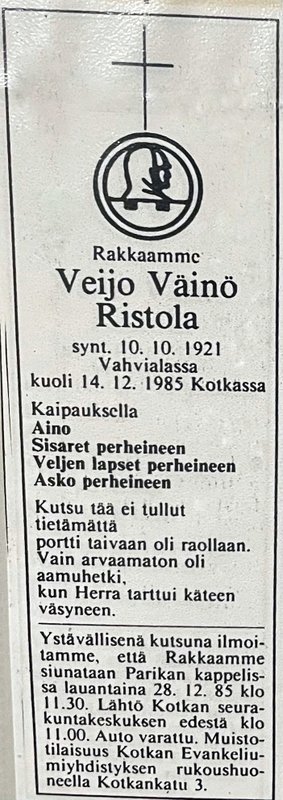 Rakkaamme
Veijo Väinö
Ristola
synt. 10. 10. 1921
Vahvialassa
kuoli 14. 12. 1985 Kotkassa
Kaipauksella
Aino
Sisaret perheineen
Veljen lapset perheineen
Asko perheineen
Kutsu tää ei tullut
tietämättä
portti taivaan oli raollaan.
Vain arvaamaton oli
aamuhetki,
kun Herra tarttui käteen
väsyneen.
Ystävällisenä kutsuna ilmoi-
tamme, että Rakkaamme
siunataan Parikan kappelis-
sa lauantaina 28. 12. 85 klo
11.30. Lähtö Kotkan seura-
kuntakeskuksen edestä klo
11.00. Auto varattu. Muisto-
tilaisuus Kotkan Evankeliu-
miyhdistyksen rukoushuo-
neella Kotkankatu 3.